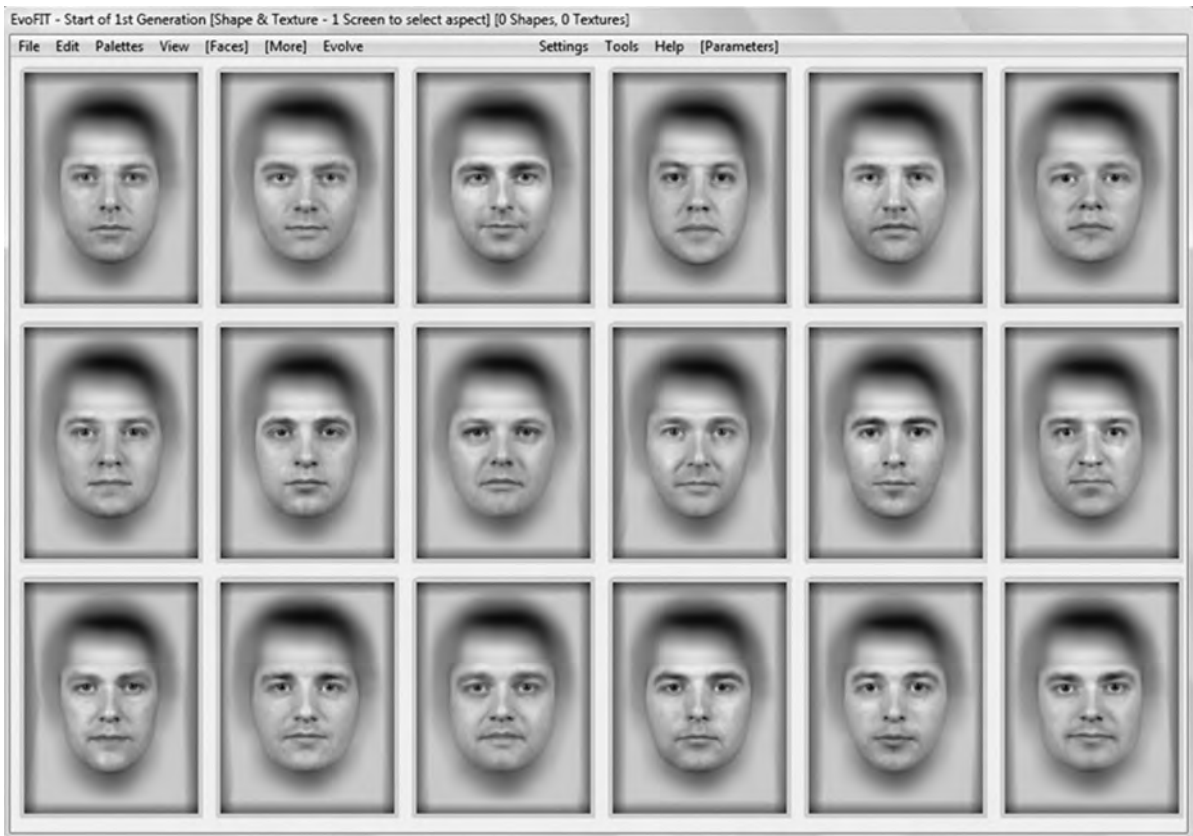 EvoFIT - Start of 1st Generation [Shape & Texture - 1 Screen to select aspect] [0 Shapes, 0 Textures]
File Edit Palettes View [Faces] [More] Evolve Settings Tools Help [Parameters]